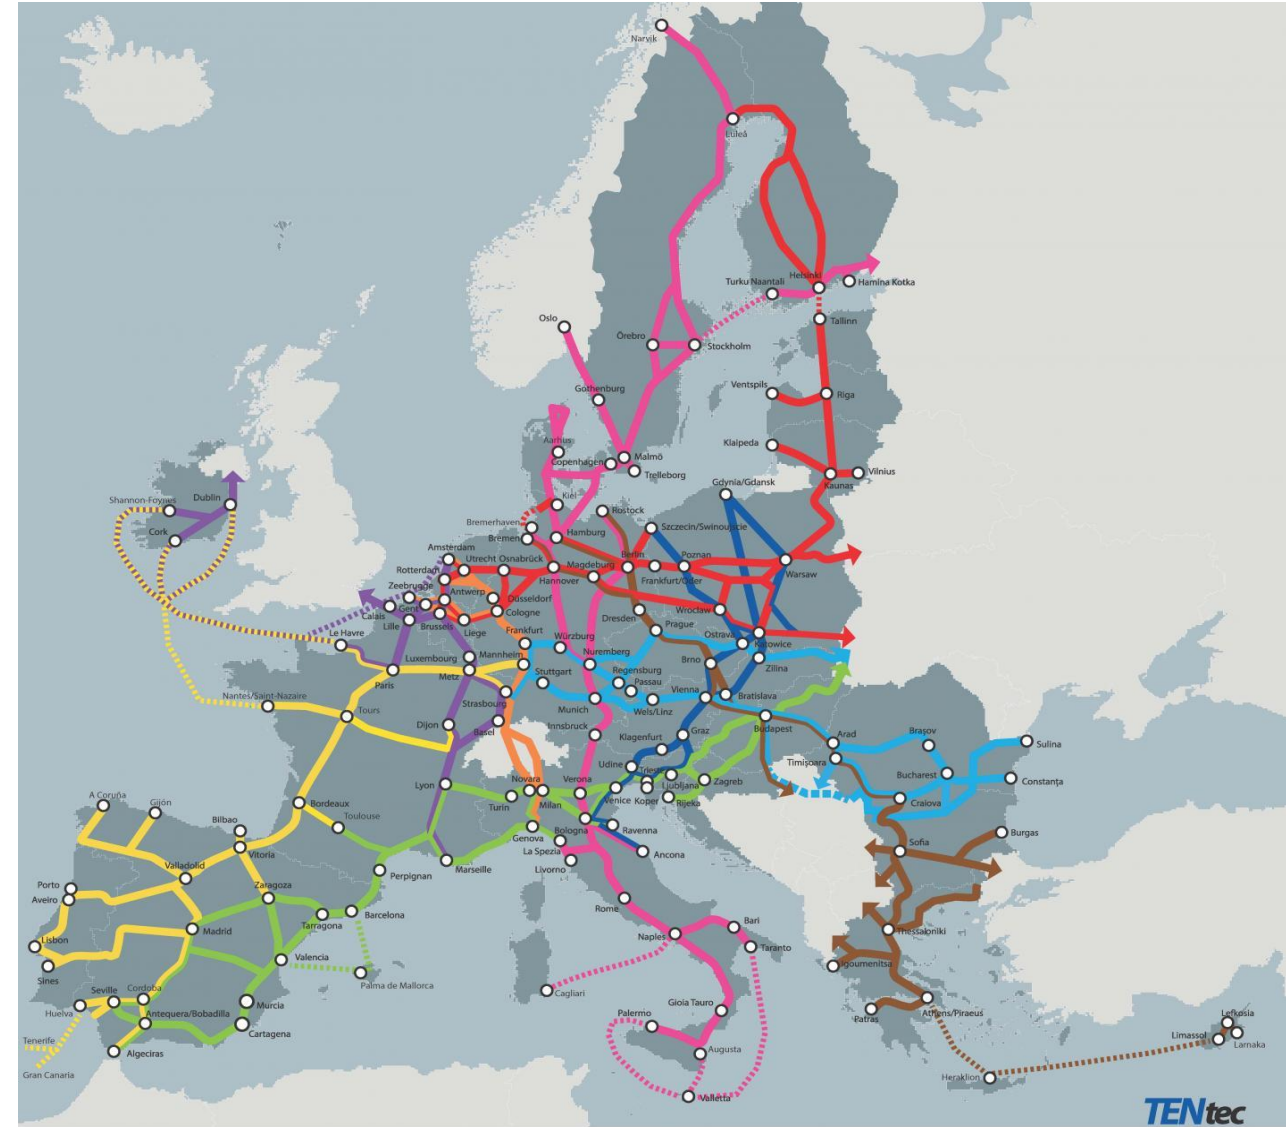 Narvik
Luleå
Helsinki
Turku Naantali
Hamina Kotka
Oslo
Örebro
Stockholm
Tallinn
Gothenburg
Ventspils
Riga
Aarhus
Copenhagen
Malmö
Trelleborg
Klaipeda
Vilnius
Kaunas
Shannon-Foynes
Dublin
Cork
Kiel
Rostock
Gdynia/Gdansk
Bremerhaven
Bremen
Hamburg
Szczecin/Swinoujscie
Amsterdam
Utrecht
Osnabrück
Hannover
Magdeburg
Berlin
Frankfurt/Oder
Poznan
Warsaw
Rotterdam
Zeebrugge
Antwerp
Düsseldorf
Calais
Gent
Cologne
Lille
Brussels
Liege
Dresden
Wroclaw
Le Havre
Frankfurt
Würzburg
Prague
Ostrava
Katowice
Luxembourg
Mannheim
Nuremberg
Brno
Zilina
Paris
Metz
Stuttgart
Regensburg
Passau
Nantes/Saint-Nazaire
Strasbourg
Munich
Wels/Linz
Vienna
Bratislava
Tours
Dijon
Basel
Innsbruck
Klagenfurt
Graz
Budapest
Arad
Braşov
Sulina
Udine
Timişoara
Lyon
Novara
Verona
Trieste
Ljubljana
Zagreb
Bucharest
Constanţa
Turin
Milan
Venice
Koper
Rijeka
Craiova
A Coruña
Gijón
Bordeaux
Toulouse
Bilbao
Vitoria
Genova
Bologna
Ravenna
La Spezia
Ancona
Livorno
Sofia
Burgas
Valladolid
Perpignan
Marseille
Porto
Aveiro
Zaragoza
Barcelona
Tarragona
Rome
Bari
Lisbon
Madrid
Naples
Taranto
Thessaloniki
Sines
Valencia
Palma de Mallorca
Cagliari
Igoumenitsa
Huelva
Seville
Cordoba
Murcia
Antequera/Bobadilla
Cartagena
Gioia Tauro
Palermo
Patras
Athens/Piraeus
Lefkosia
Limassol
Larnaka
Tenerife
Algeciras
Gran Canaria
Augusta
Heraklion
Valletta
TENtec